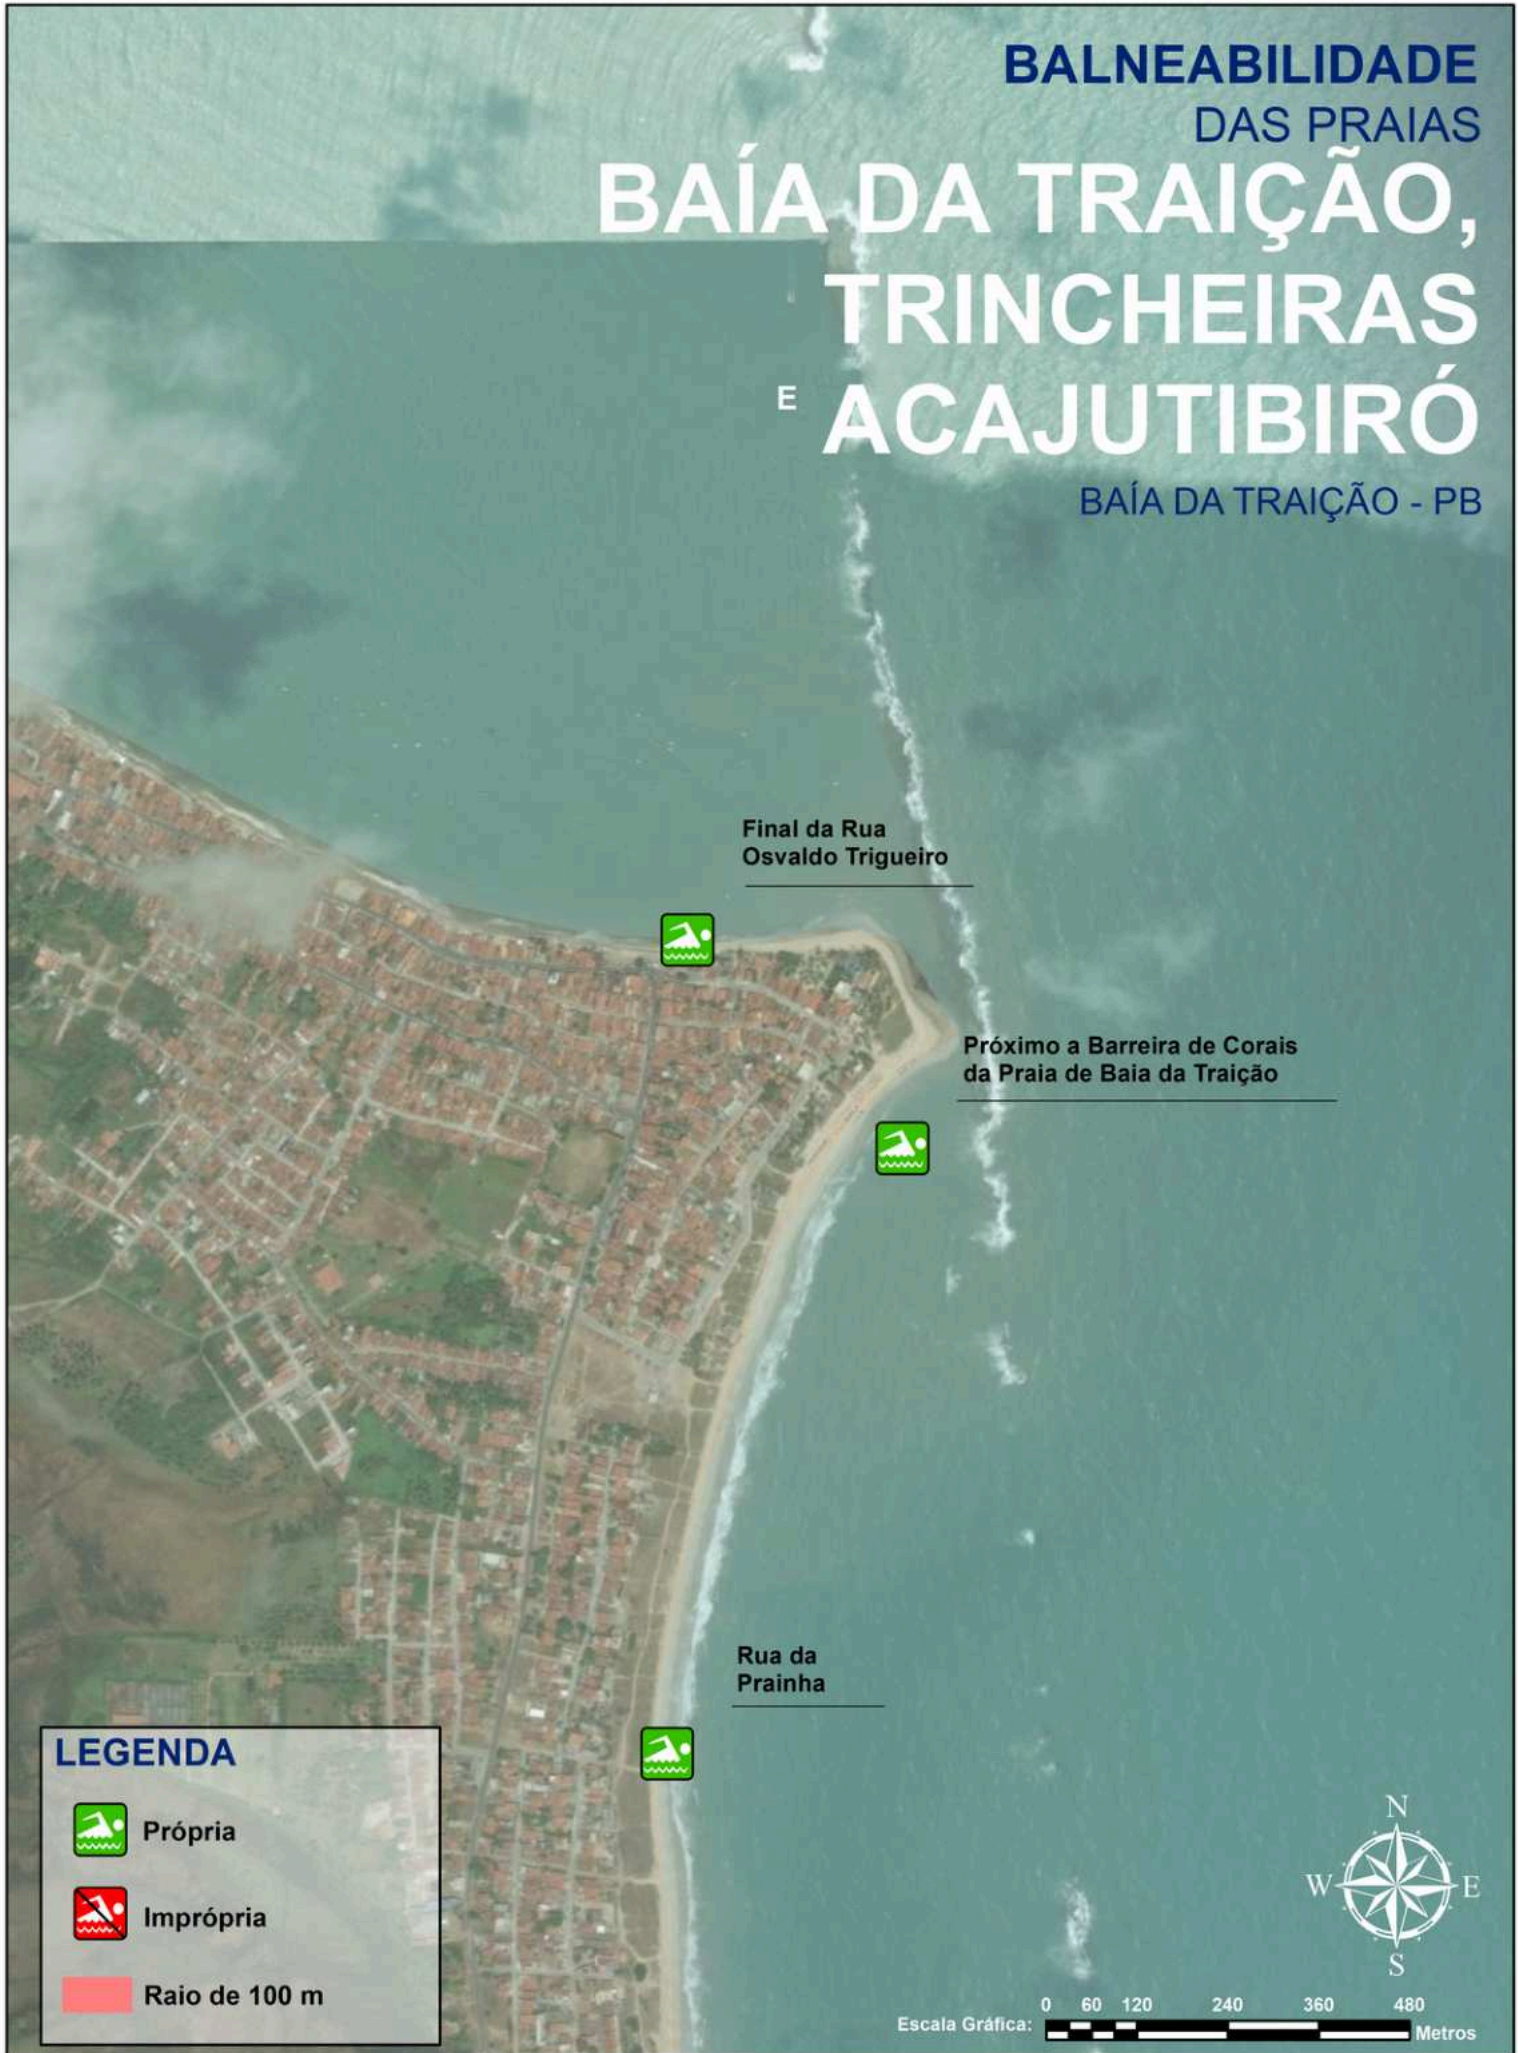 BALNEABILIDADE
DAS PRAIAS
BAÍA DA TRAIÇÃO,
TRINCHEIRAS
E ACAJUTIBIRÓ
BAÍA DA TRAIÇÃO - PB
Final da Rua
Osvaldo Trigueiro
Próximo a Barreira de Corais
da Praia de Baia da Traição
Rua da
Prainha
LEGENDA
Própria
Imprópria
Raio de 100 m
N
W E
S
0 60 120 240 360 480
Escala Gráfica: Metros